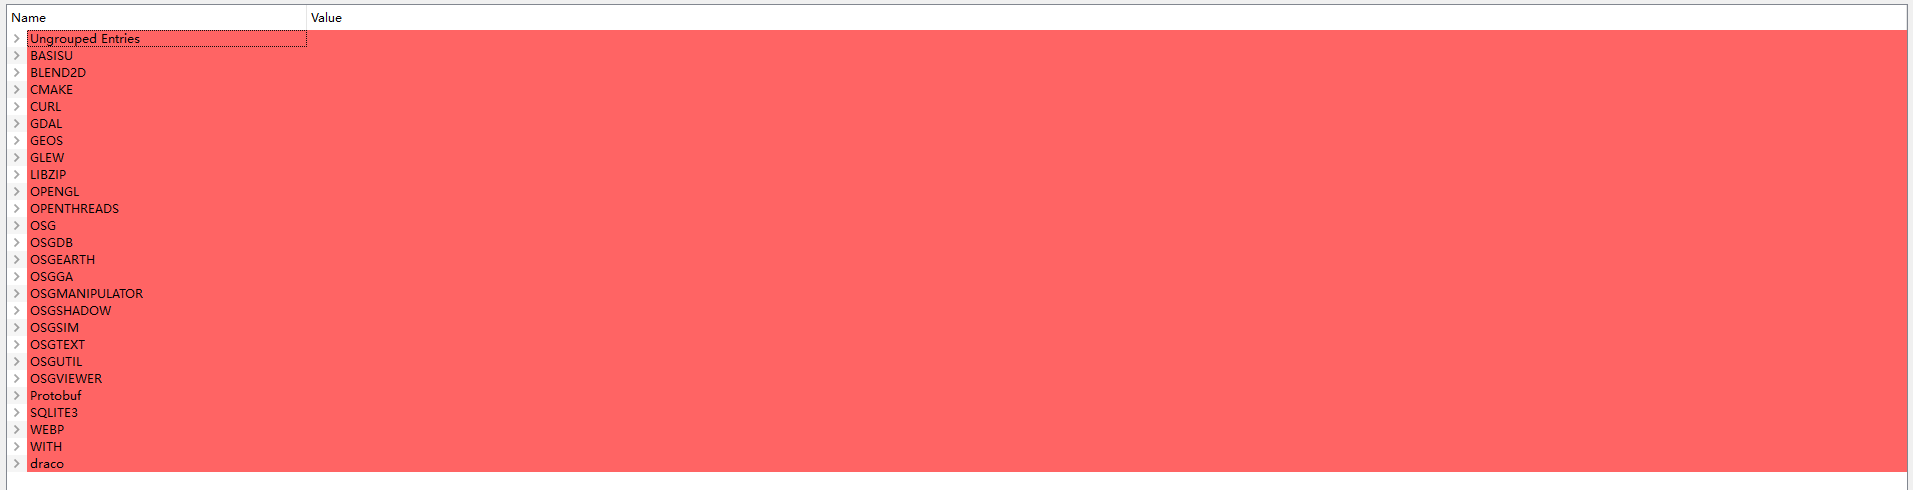 Name Value
Ungrouped Entries
BASISU
BLEND2D
CMAKE
CURL
GDAL
GEOS
GLEW
LIBZIP
OPENGL
OPENTHREADS
OSG
OSGDB
OSGEARTH
OSGGA
OSGMANIPULATOR
OSGSHADOW
OSGSIM
OSGTEXT
OSGUTIL
OSGVIEWER
Protobuf
SQLITE3
WEBP
WITH
draco